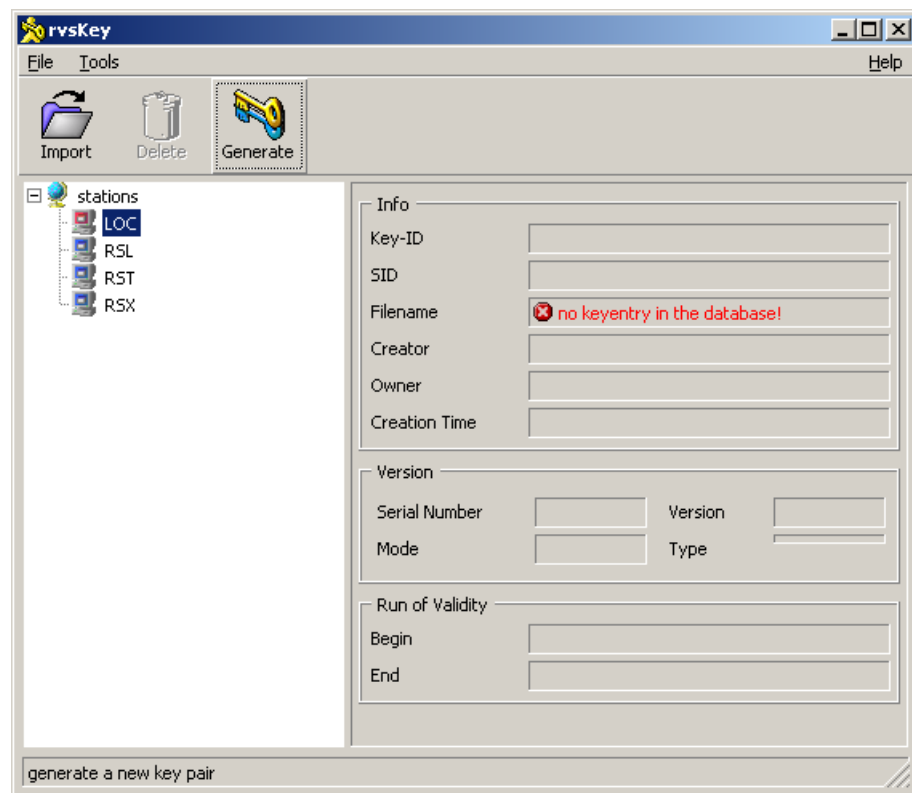 rvsKey
File Tools Help
Import Delete Generate
stations
LOC
RSL
RST
RSX
Info
Key-ID
SID
Filename no keyentry in the database!
Creator
Owner
Creation Time
Version
Serial Number Version
Mode Type
Run of Validity
Begin
End
generate a new key pair